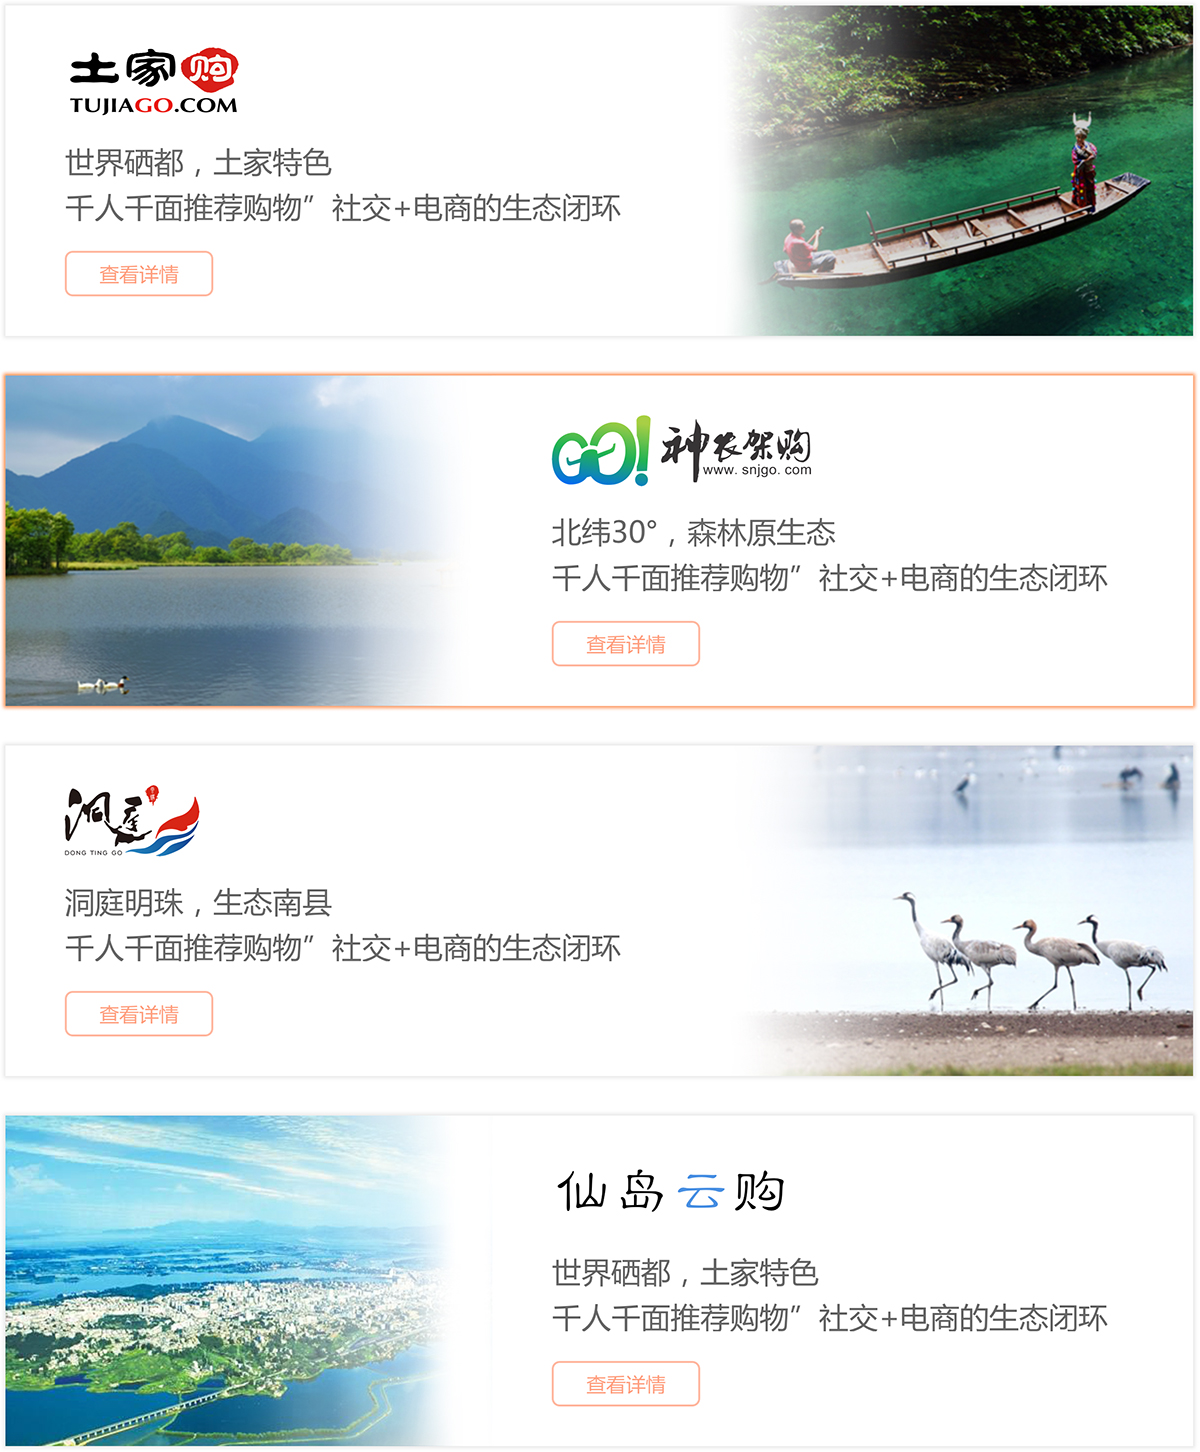 土家购
TUJIAGO.COM
世界硒都，土家特色
千人千面推荐购物”社交+电商的生态闭环
查看详情
GO!神农架购
www.snjgo.com
北纬30°，森林原生态
千人千面推荐购物”社交+电商的生态闭环
查看详情
洞庭
DONG TING GO
洞庭明珠，生态南县
千人千面推荐购物”社交+电商的生态闭环
查看详情
仙岛云购
世界硒都，土家特色
千人千面推荐购物”社交+电商的生态闭环
查看详情